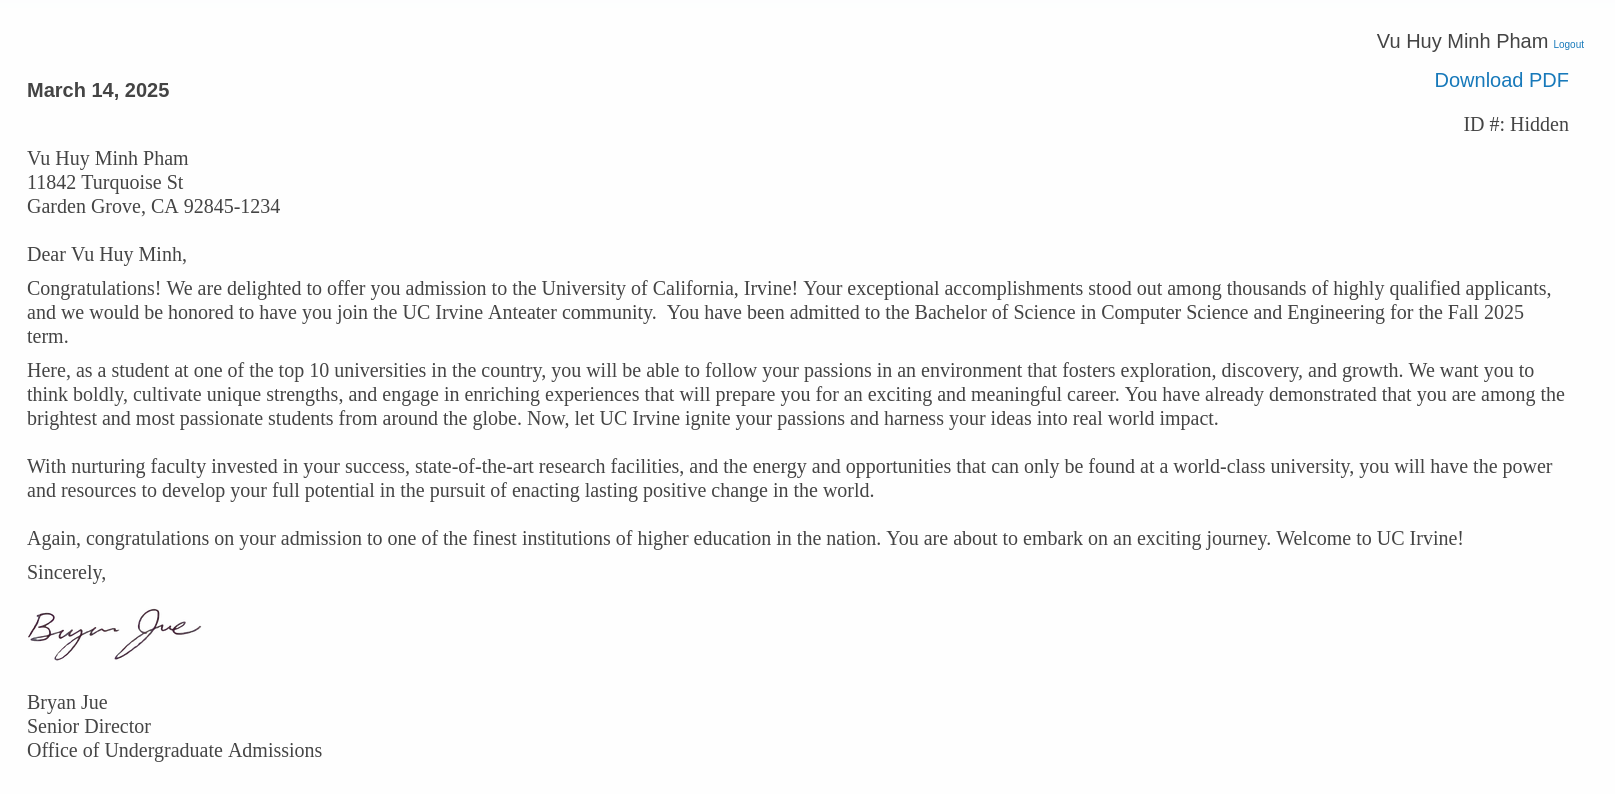 Vu Huy Minh Pham Logout
March 14, 2025
Download PDF
ID #: Hidden
Vu Huy Minh Pham
11842 Turquoise St
Garden Grove, CA 92845-1234
Dear Vu Huy Minh,
Congratulations! We are delighted to offer you admission to the University of California, Irvine! Your exceptional accomplishments stood out among thousands of highly qualified applicants,
and we would be honored to have you join the UC Irvine Anteater community.  You have been admitted to the Bachelor of Science in Computer Science and Engineering for the Fall 2025
term.
Here, as a student at one of the top 10 universities in the country, you will be able to follow your passions in an environment that fosters exploration, discovery, and growth. We want you to
think boldly, cultivate unique strengths, and engage in enriching experiences that will prepare you for an exciting and meaningful career. You have already demonstrated that you are among the
brightest and most passionate students from around the globe. Now, let UC Irvine ignite your passions and harness your ideas into real world impact.
With nurturing faculty invested in your success, state-of-the-art research facilities, and the energy and opportunities that can only be found at a world-class university, you will have the power
and resources to develop your full potential in the pursuit of enacting lasting positive change in the world.
Again, congratulations on your admission to one of the finest institutions of higher education in the nation. You are about to embark on an exciting journey. Welcome to UC Irvine!
Sincerely,
Bryan Jue
Bryan Jue
Senior Director
Office of Undergraduate Admissions